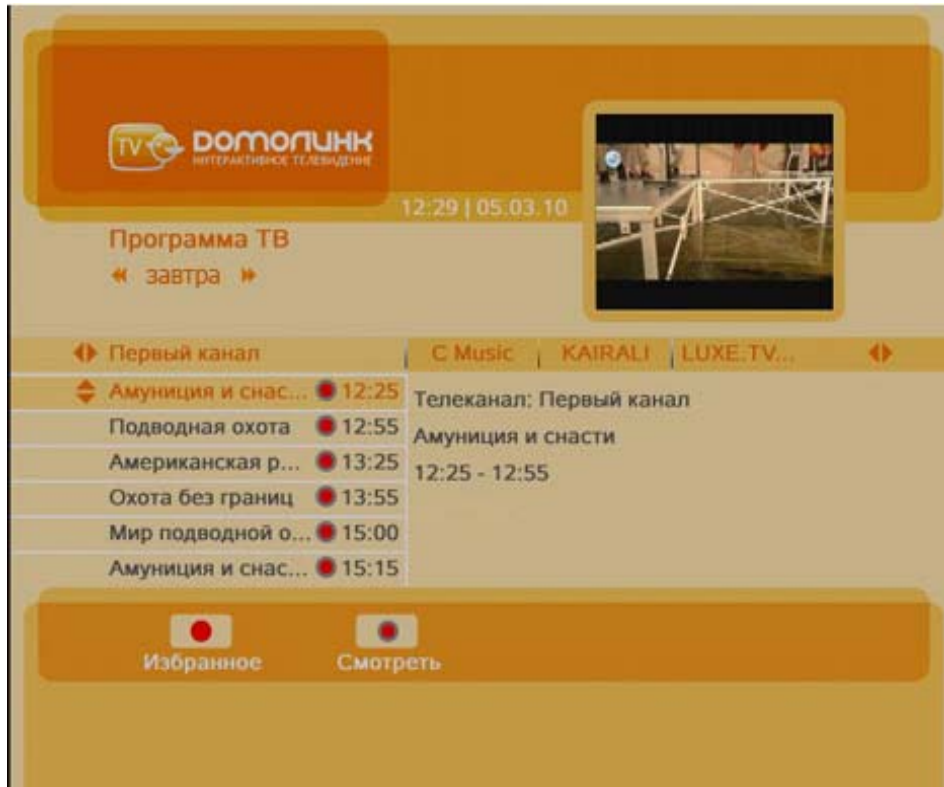 TV
ДОМОЛИНК
ИНТЕРАКТИВНОЕ ТЕЛЕВИДЕНИЕ
12:29 | 05.03.10
Программа ТВ
завтра
Первый канал C Music KAIRALI LUXE.TV...
Амуниция и снас... 12:25
Подводная охота 12:55
Американская р... 13:25
Охота без границ 13:55
Мир подводной о... 15:00
Амуниция и снас... 15:15
Телеканал: Первый канал
Амуниция и снасти
12:25 - 12:55
Избранное Смотреть